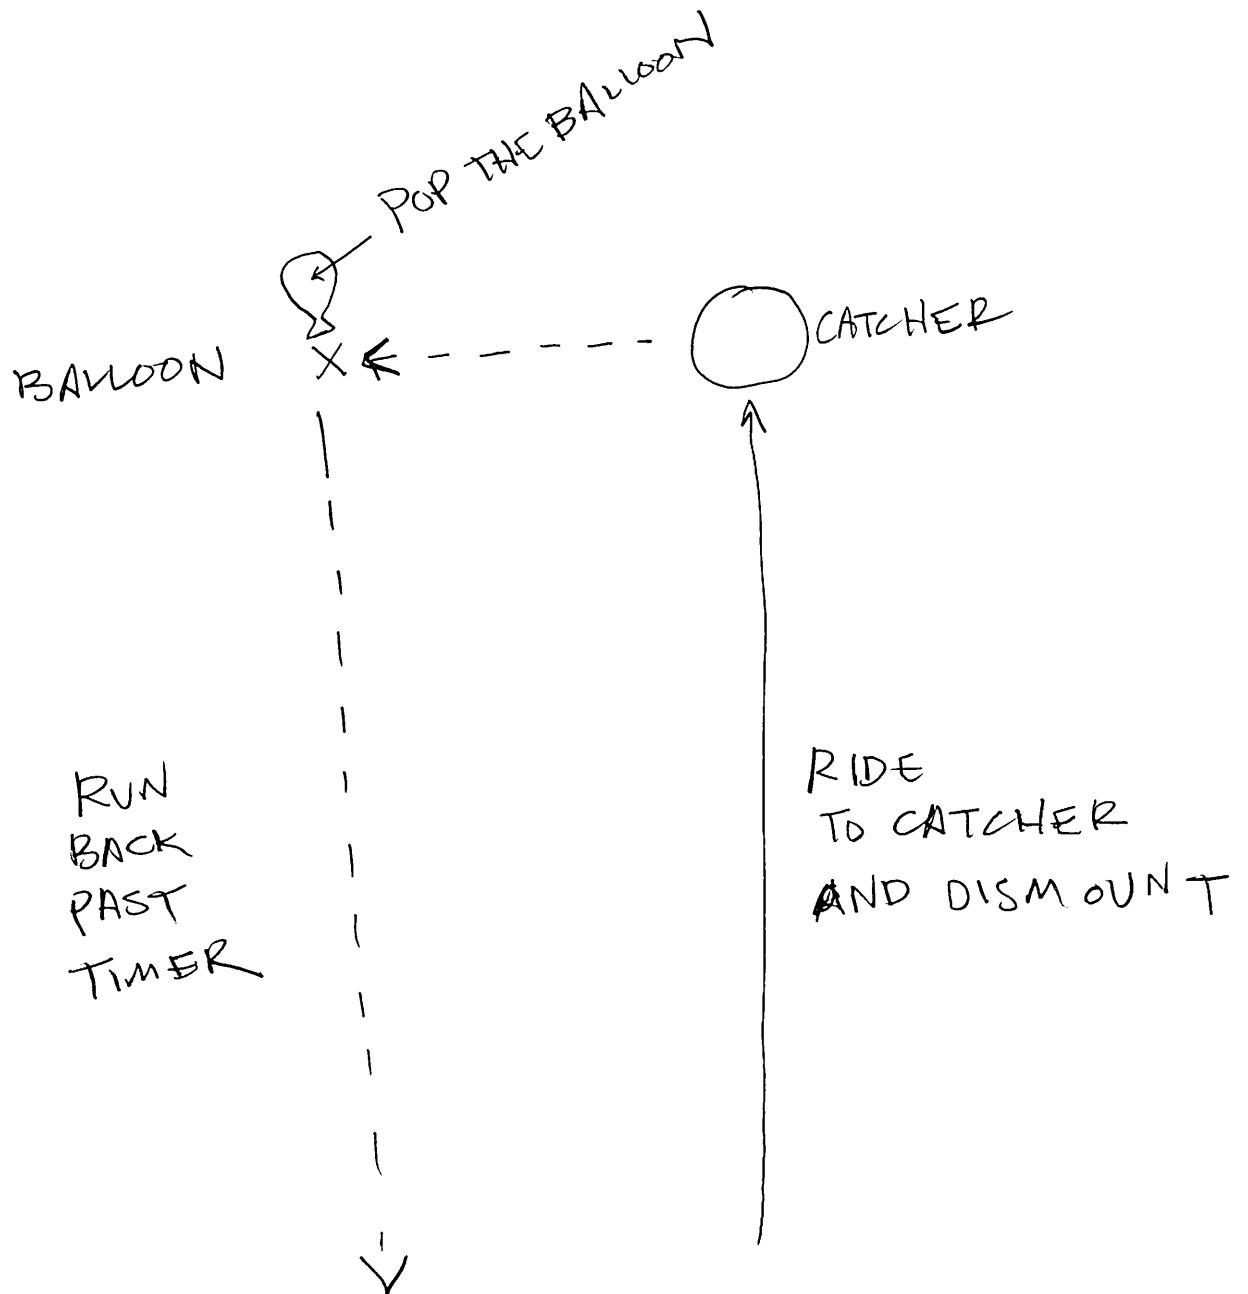 POP THE BALLOON
CATCHER
BALLOON
X
RIDE
TO CATCHER
AND DISMOUNT
RUN
BACK
PAST
TIMER